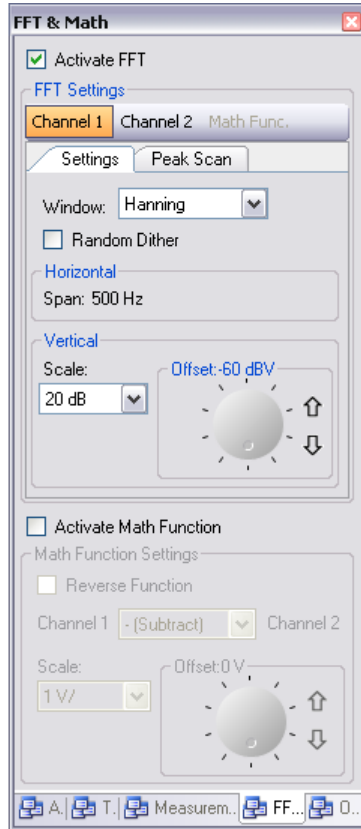 FFT & Math
Activate FFT
FFT Settings
Channel 1 Channel 2 Math Func.
Settings Peak Scan
Window: Hanning
Random Dither
Horizontal
Span: 500 Hz
Vertical
Scale: Offset:-60 dBV
20 dB
Activate Math Function
Math Function Settings
Reverse Function
Channel 1 - (Subtract) Channel 2
Scale: Offset:0 V
1 V/
A. T. Measurem.. FF... O..